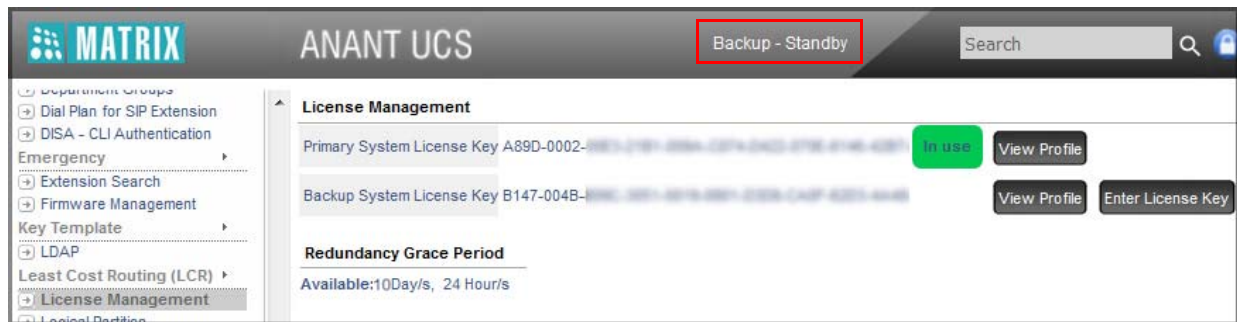 MATRIX
ANANT UCS
Backup - Standby
Search
Department Groups
Dial Plan for SIP Extension
DISA - CLI Authentication
Emergency
Extension Search
Firmware Management
Key Template
LDAP
Least Cost Routing (LCR)
License Management
Logical Partition
License Management
Primary System License Key A89D-0002- In use View Profile
Backup System License Key B147-004B- View Profile Enter License Key
Redundancy Grace Period
Available:10Day/s, 24 Hour/s